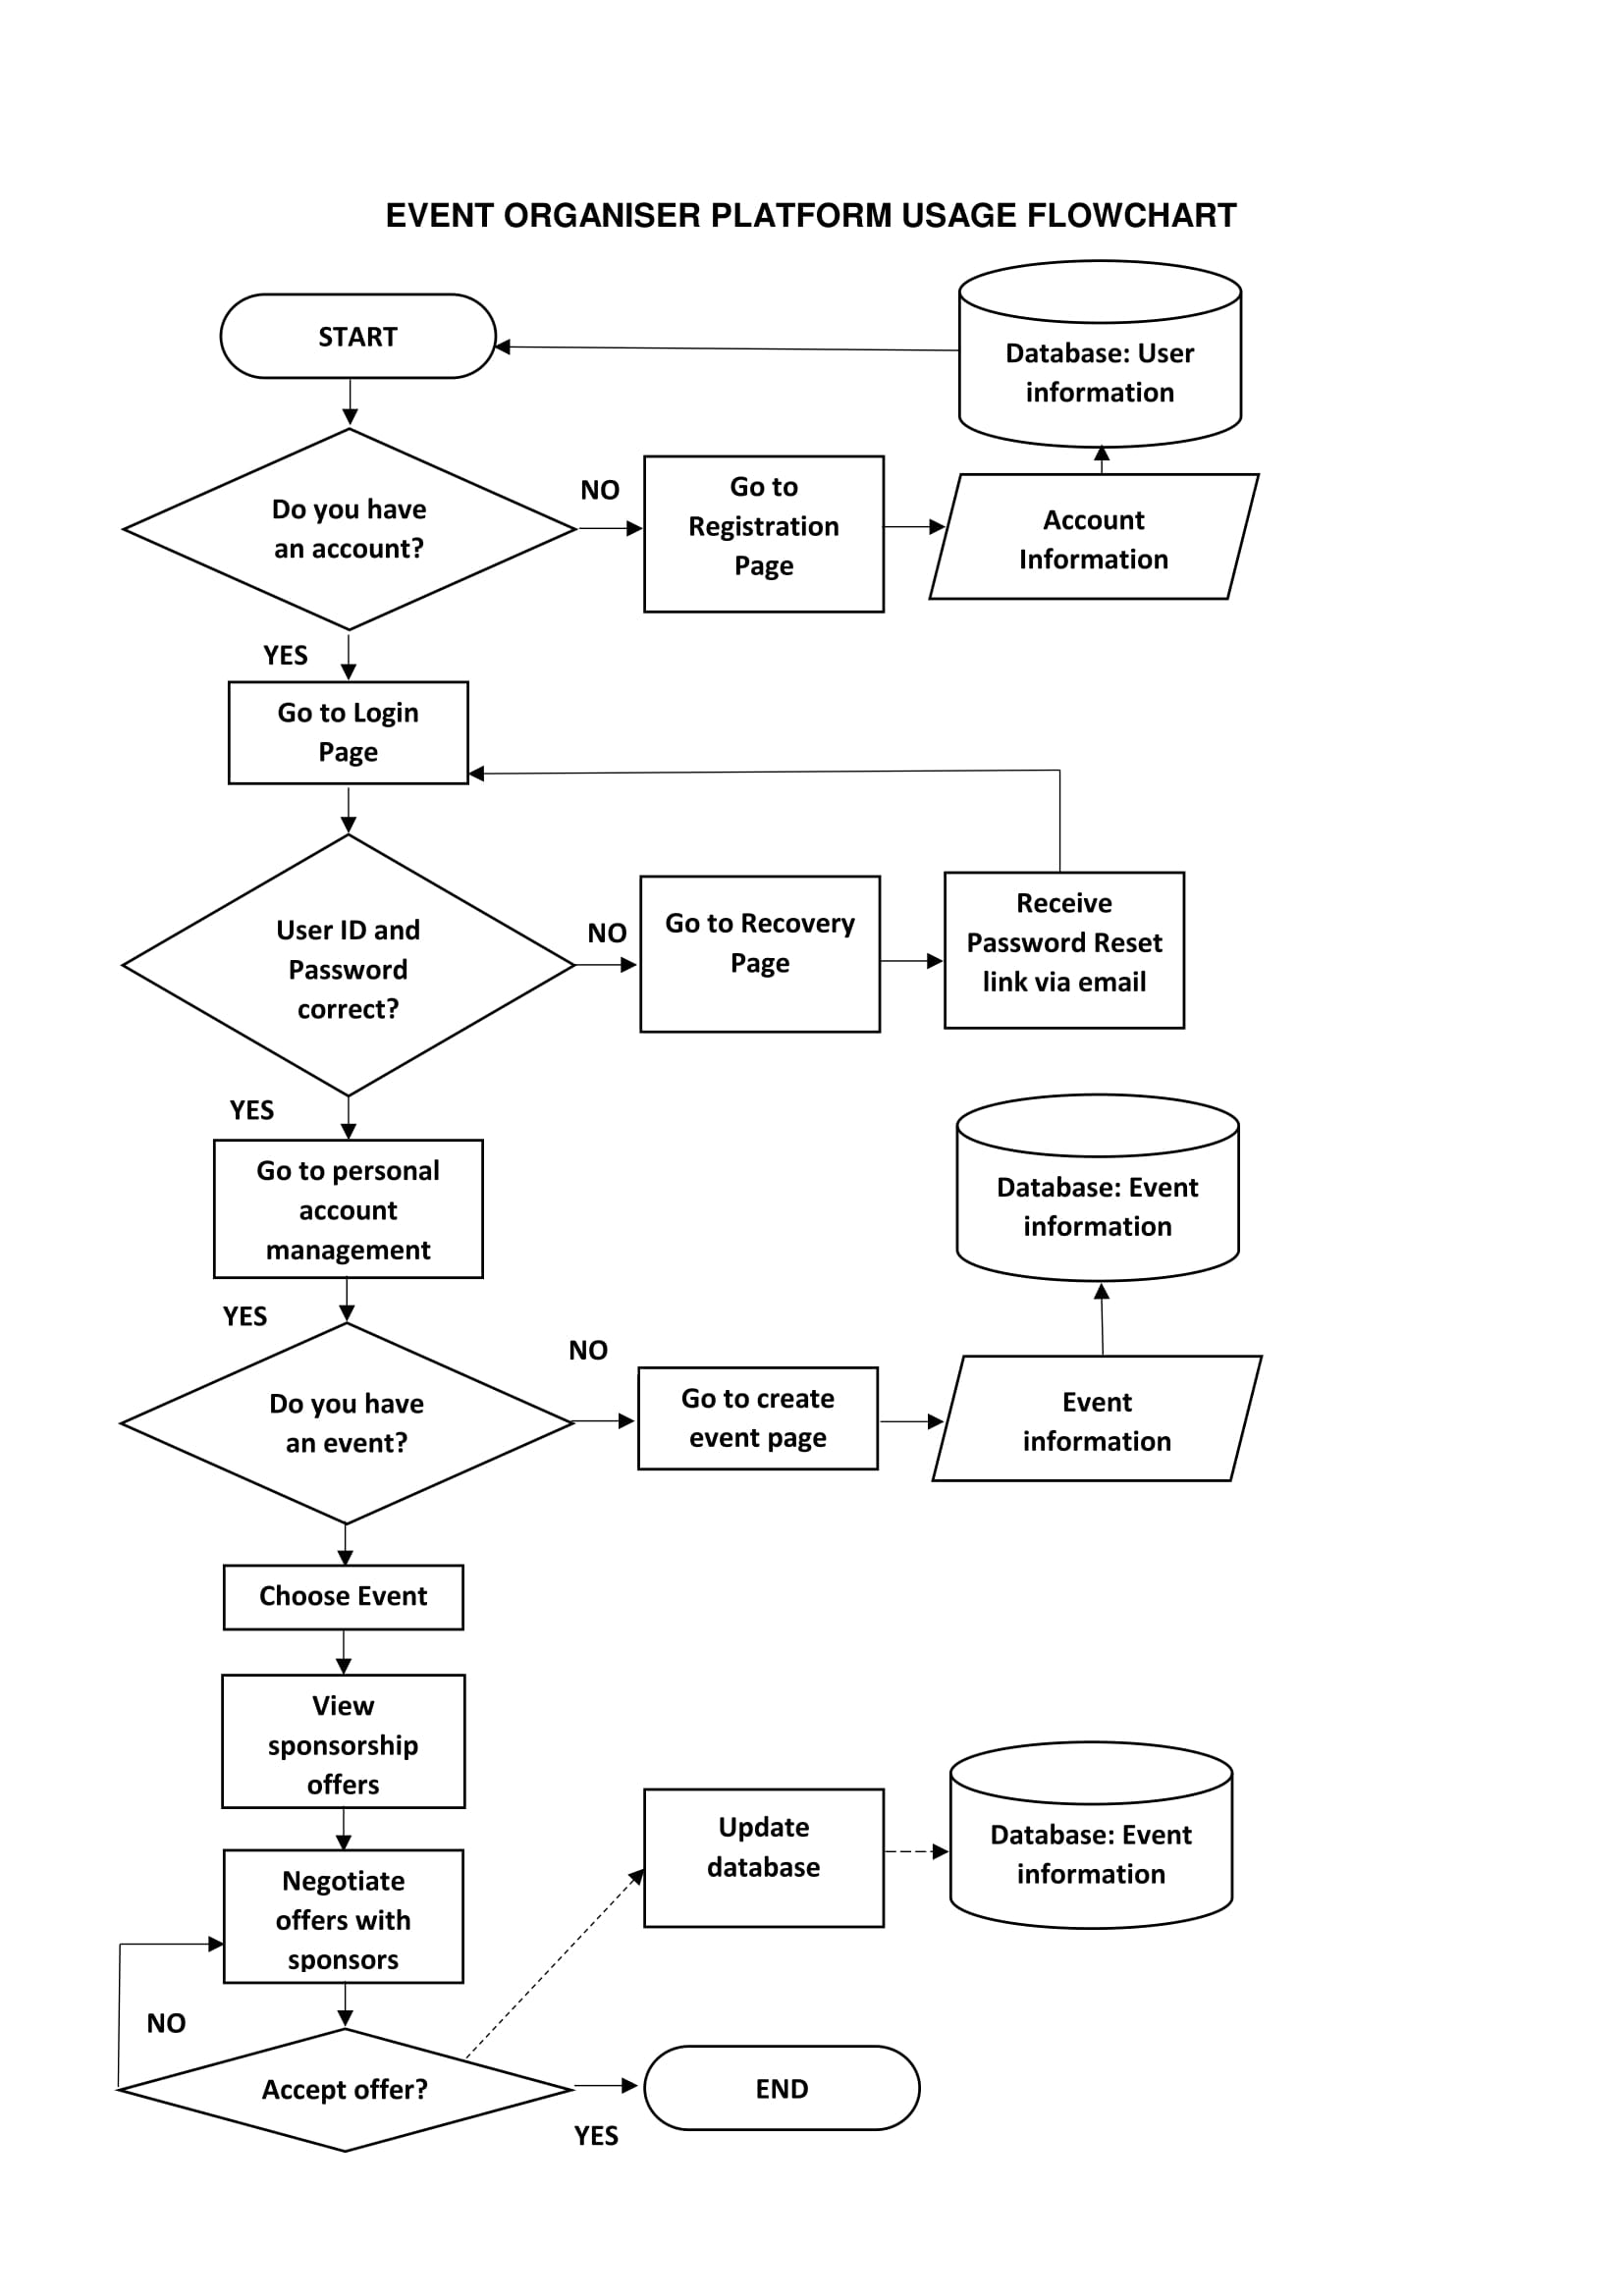 EVENT ORGANISER PLATFORM USAGE FLOWCHART
START
Database: User
information
Do you have
an account?
NO
Go to
Registration
Page
Account
Information
YES
Go to Login
Page
User ID and
Password
correct?
NO
Go to Recovery
Page
Receive
Password Reset
link via email
YES
Go to personal
account
management
Database: Event
information
YES
Do you have
an event?
NO
Go to create
event page
Event
information
Choose Event
View
sponsorship
offers
Negotiate
offers with
sponsors
Update
database
Database: Event
information
NO
Accept offer?
YES
END